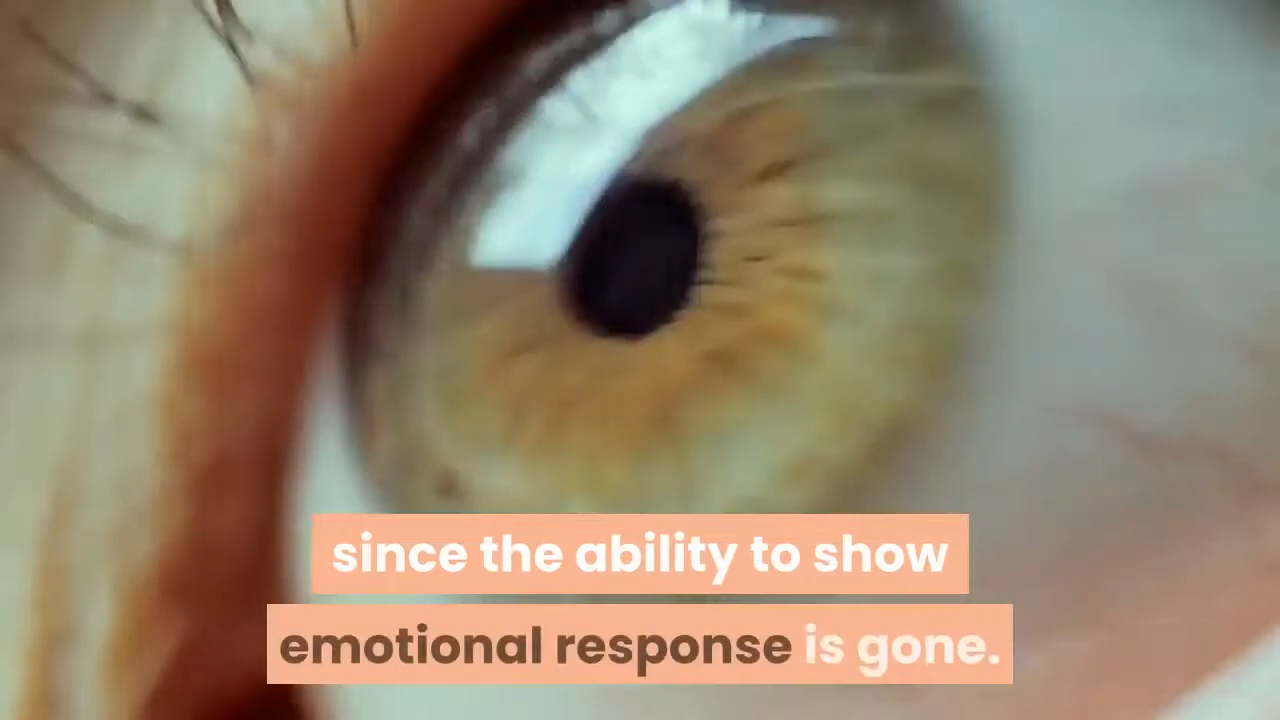 since the ability to show
emotional response is gone.